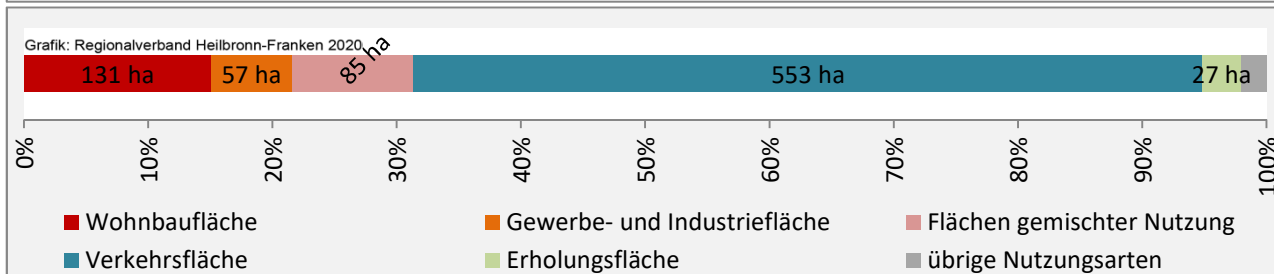 Grafik: Regionalverband Heilbronn-Franken 2020
131 ha 57 ha 85 ha 553 ha 27 ha
0% 10% 20% 30% 40% 50% 60% 70% 80% 90% 100%
Wohnbaufläche Gewerbe- und Industriefläche Flächen gemischter Nutzung
Verkehrsfläche Erholungsfläche übrige Nutzungsarten